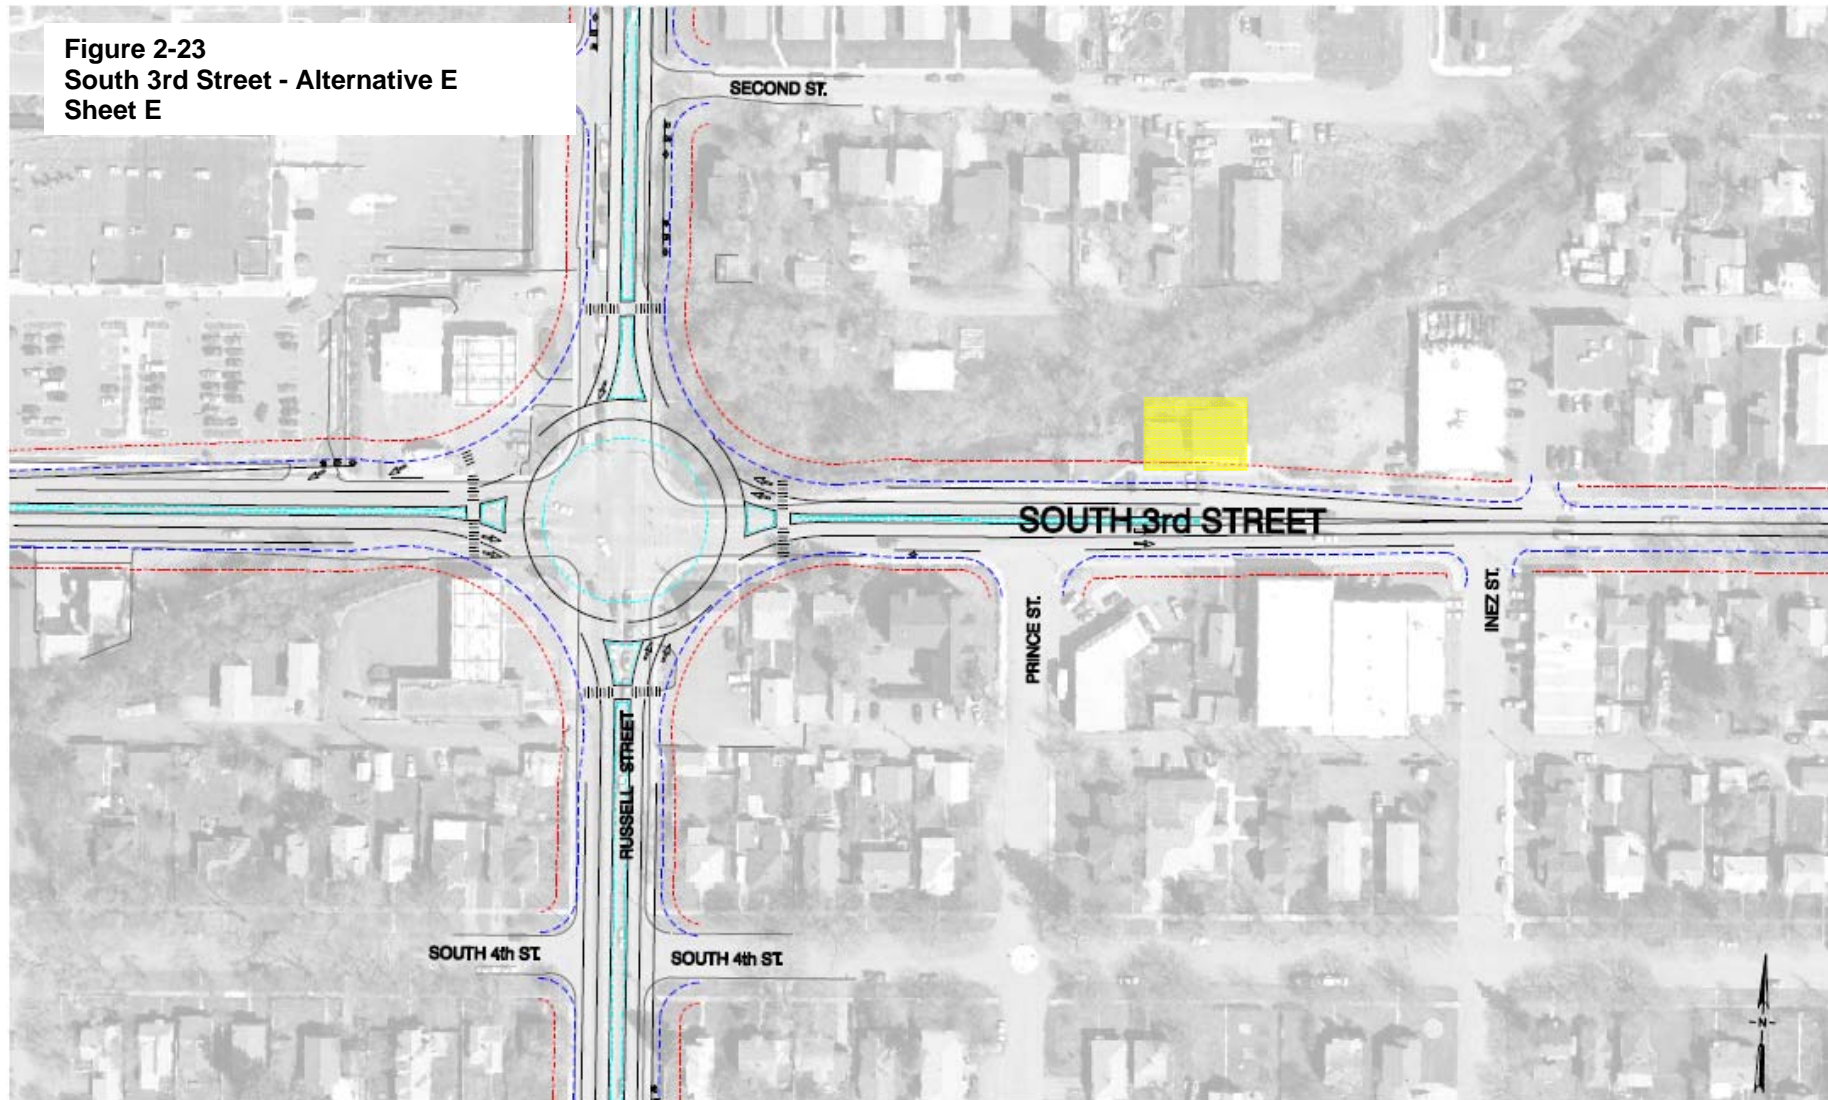 Figure 2-23
South 3rd Street - Alternative E
Sheet E
SECOND ST.
SOUTH 3rd STREET
PRINCE ST.
INEZ ST.
RUSSELL STREET
SOUTH 4th ST.
SOUTH 4th ST.
-N-